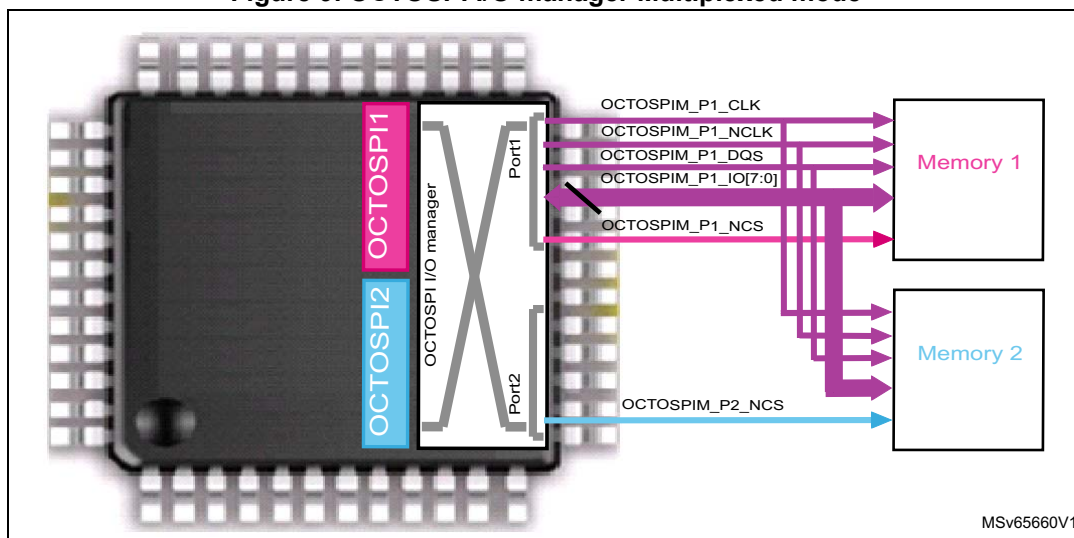 OCTOSPI1
OCTOSPI2
OCTOSPI I/O manager
Port1
Port2
OCTOSPIM_P1_CLK
OCTOSPIM_P1_NCLK
OCTOSPIM_P1_DQS
OCTOSPIM_P1_IO[7:0]
OCTOSPIM_P1_NCS
OCTOSPIM_P2_NCS
Memory 1
Memory 2
MSv65660V1